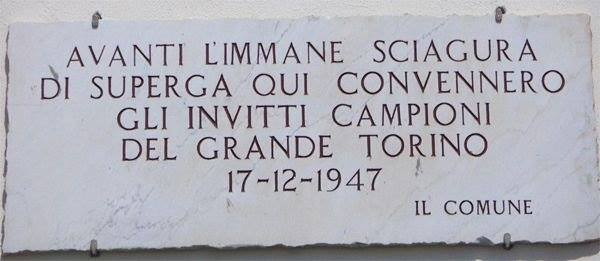 AVANTI L'IMMANE SCIAGURA
DI SUPERGA QUI CONVENNERO
GLI INVITTI CAMPIONI
DEL GRANDE TORINO
17-12-1947
IL COMUNE